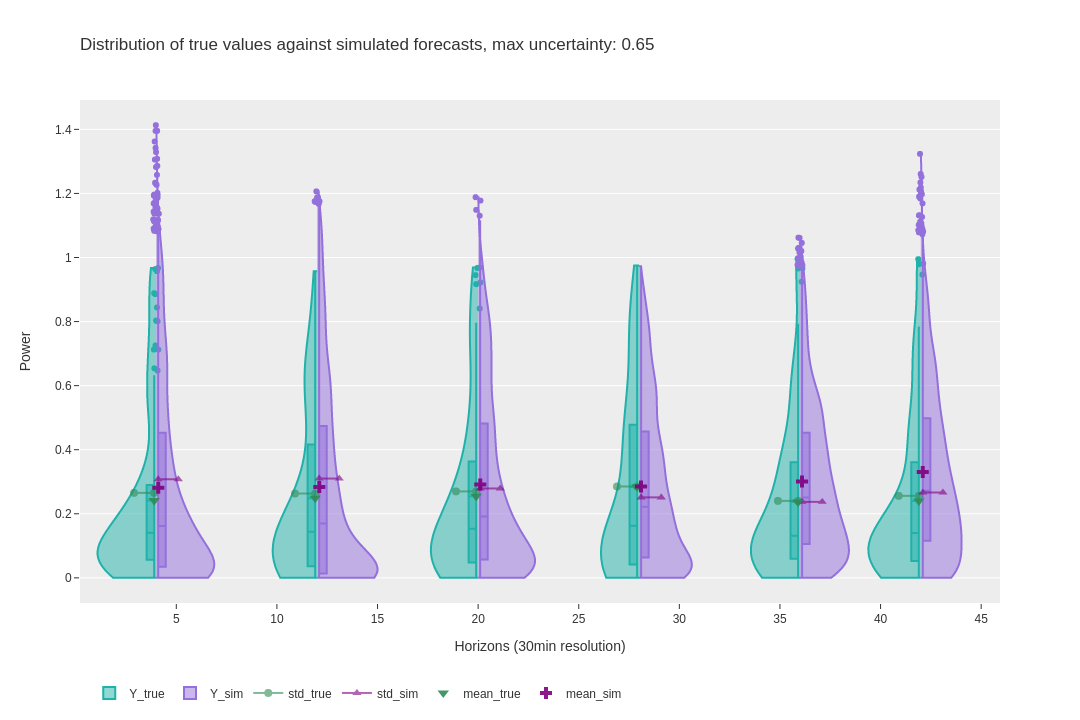 Distribution of true values against simulated forecasts, max uncertainty: 0.65
1.4
1.2
1
0.8
0.6
0.4
0.2
0
Power
5 10 15 20 25 30 35 40 45
Horizons (30min resolution)
Y_true Y_sim std_true std_sim mean_true mean_sim